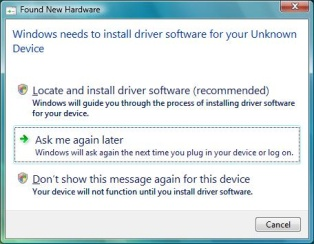 Found New Hardware
Windows needs to install driver software for your Unknown
Device
Locate and install driver software (recommended)
Windows will guide you through the process of installing driver software
for your device.
Ask me again later
Windows will ask again the next time you plug in your device or log on.
Don't show this message again for this device
Your device will not function until you install driver software.
Cancel